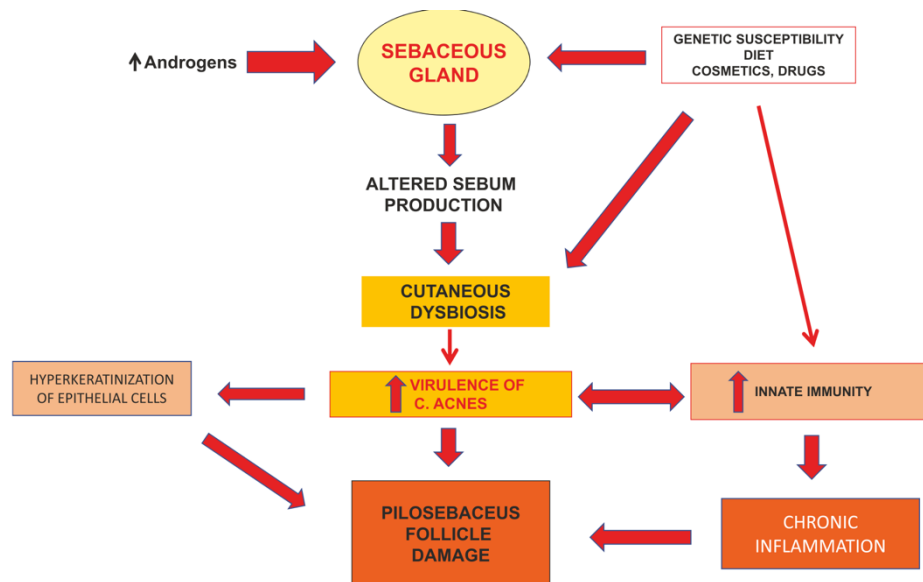 ↑Androgens
SEBACEOUS
GLAND
GENETIC SUSCEPTIBILITY
DIET
COSMETICS, DRUGS
ALTERED SEBUM
PRODUCTION
CUTANEOUS
DYSBIOSIS
HYPERKERATINIZATION
OF EPITHELIAL CELLS
VIRULENCE OF
C. ACNES
INNATE IMMUNITY
PILOSEBACEUS
FOLLICLE
DAMAGE
CHRONIC
INFLAMMATION